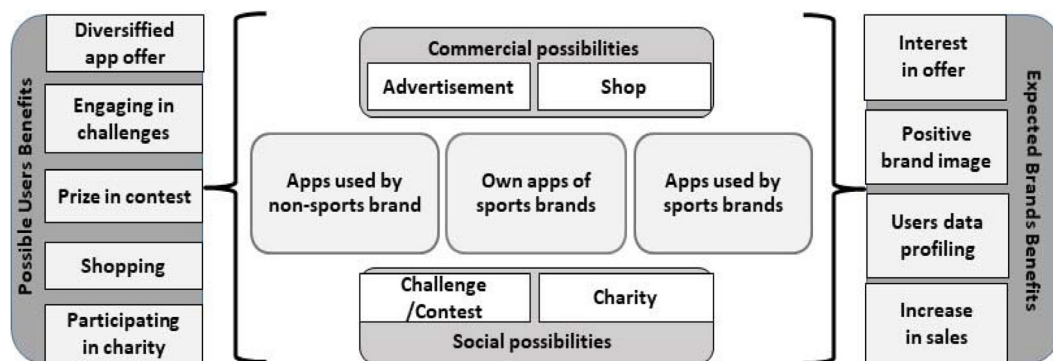 Possible Users Benefits
Diversiffied
app offer
Engaging in
challenges
Prize in contest
Shopping
Participating
in charity
Commercial possibilities
Advertisement
Shop
Apps used by
non-sports brand
Own apps of
sports brands
Apps used by
sports brands
Challenge
/Contest
Charity
Social possibilities
Interest
in offer
Positive
brand image
Users data
profiling
Increase
in sales
Expected Brands Benefits